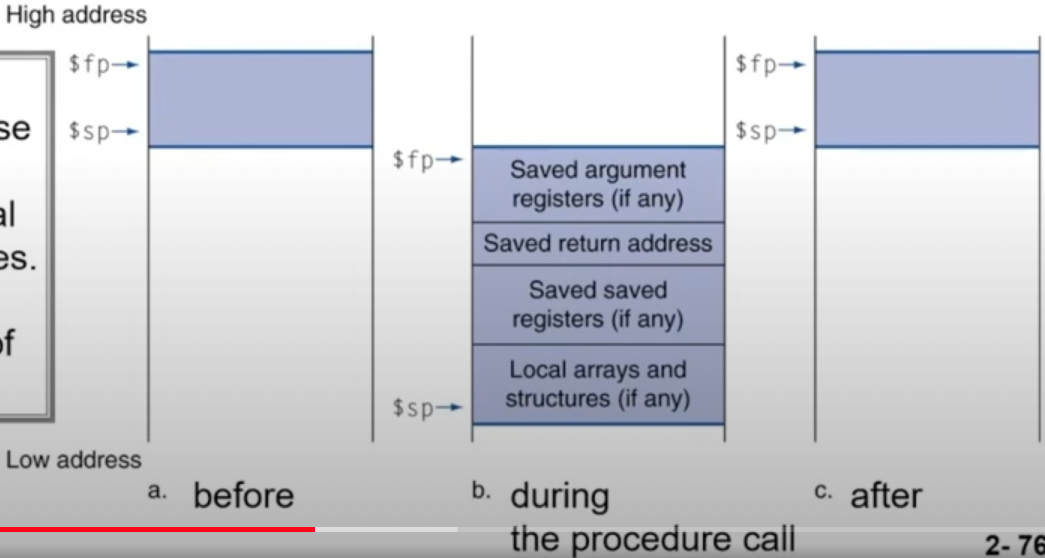 High address
$fp
$sp
$fp
Saved argument
registers (if any)
Saved return address
Saved saved
registers (if any)
Local arrays and
structures (if any)
$sp
$fp
$sp
se
al
es.
of
Low address
a. before
b. during
the procedure call
c. after
2- 76